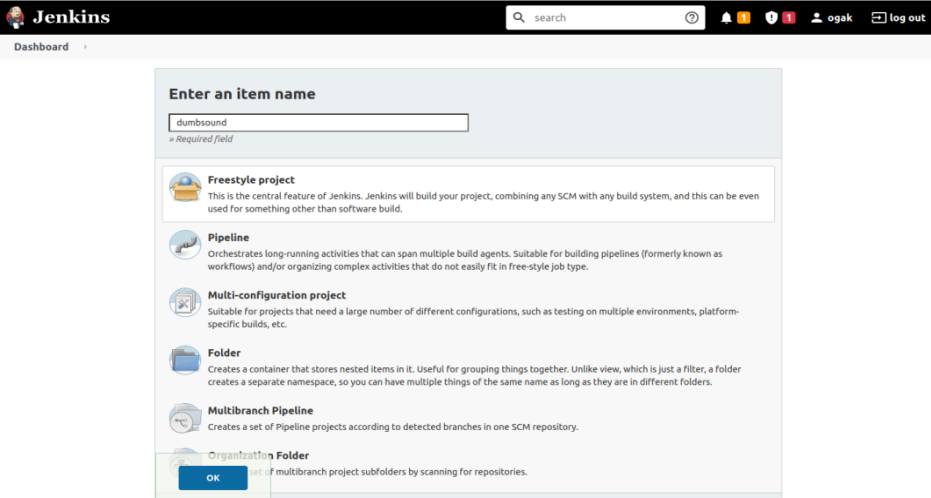 Jenkins
search
1
1
ogak
log out
Dashboard
Enter an item name
dumbsound
» Required field
Freestyle project
This is the central feature of Jenkins. Jenkins will build your project, combining any SCM with any build system, and this can be even
used for something other than software build.
Pipeline
Orchestrates long-running activities that can span multiple build agents. Suitable for building pipelines (formerly known as
workflows) and/or organizing complex activities that do not easily fit in free-style job type.
Multi-configuration project
Suitable for projects that need a large number of different configurations, such as testing on multiple environments, platform-
specific builds, etc.
Folder
Creates a container that stores nested items in it. Useful for grouping things together. Unlike view, which is just a filter, a folder
creates a separate namespace, so you can have multiple things of the same name as long as they are in different folders.
Multibranch Pipeline
Creates a set of Pipeline projects according to detected branches in one SCM repository.
Organization Folder
set of multibranch project subfolders by scanning for repositories.
OK